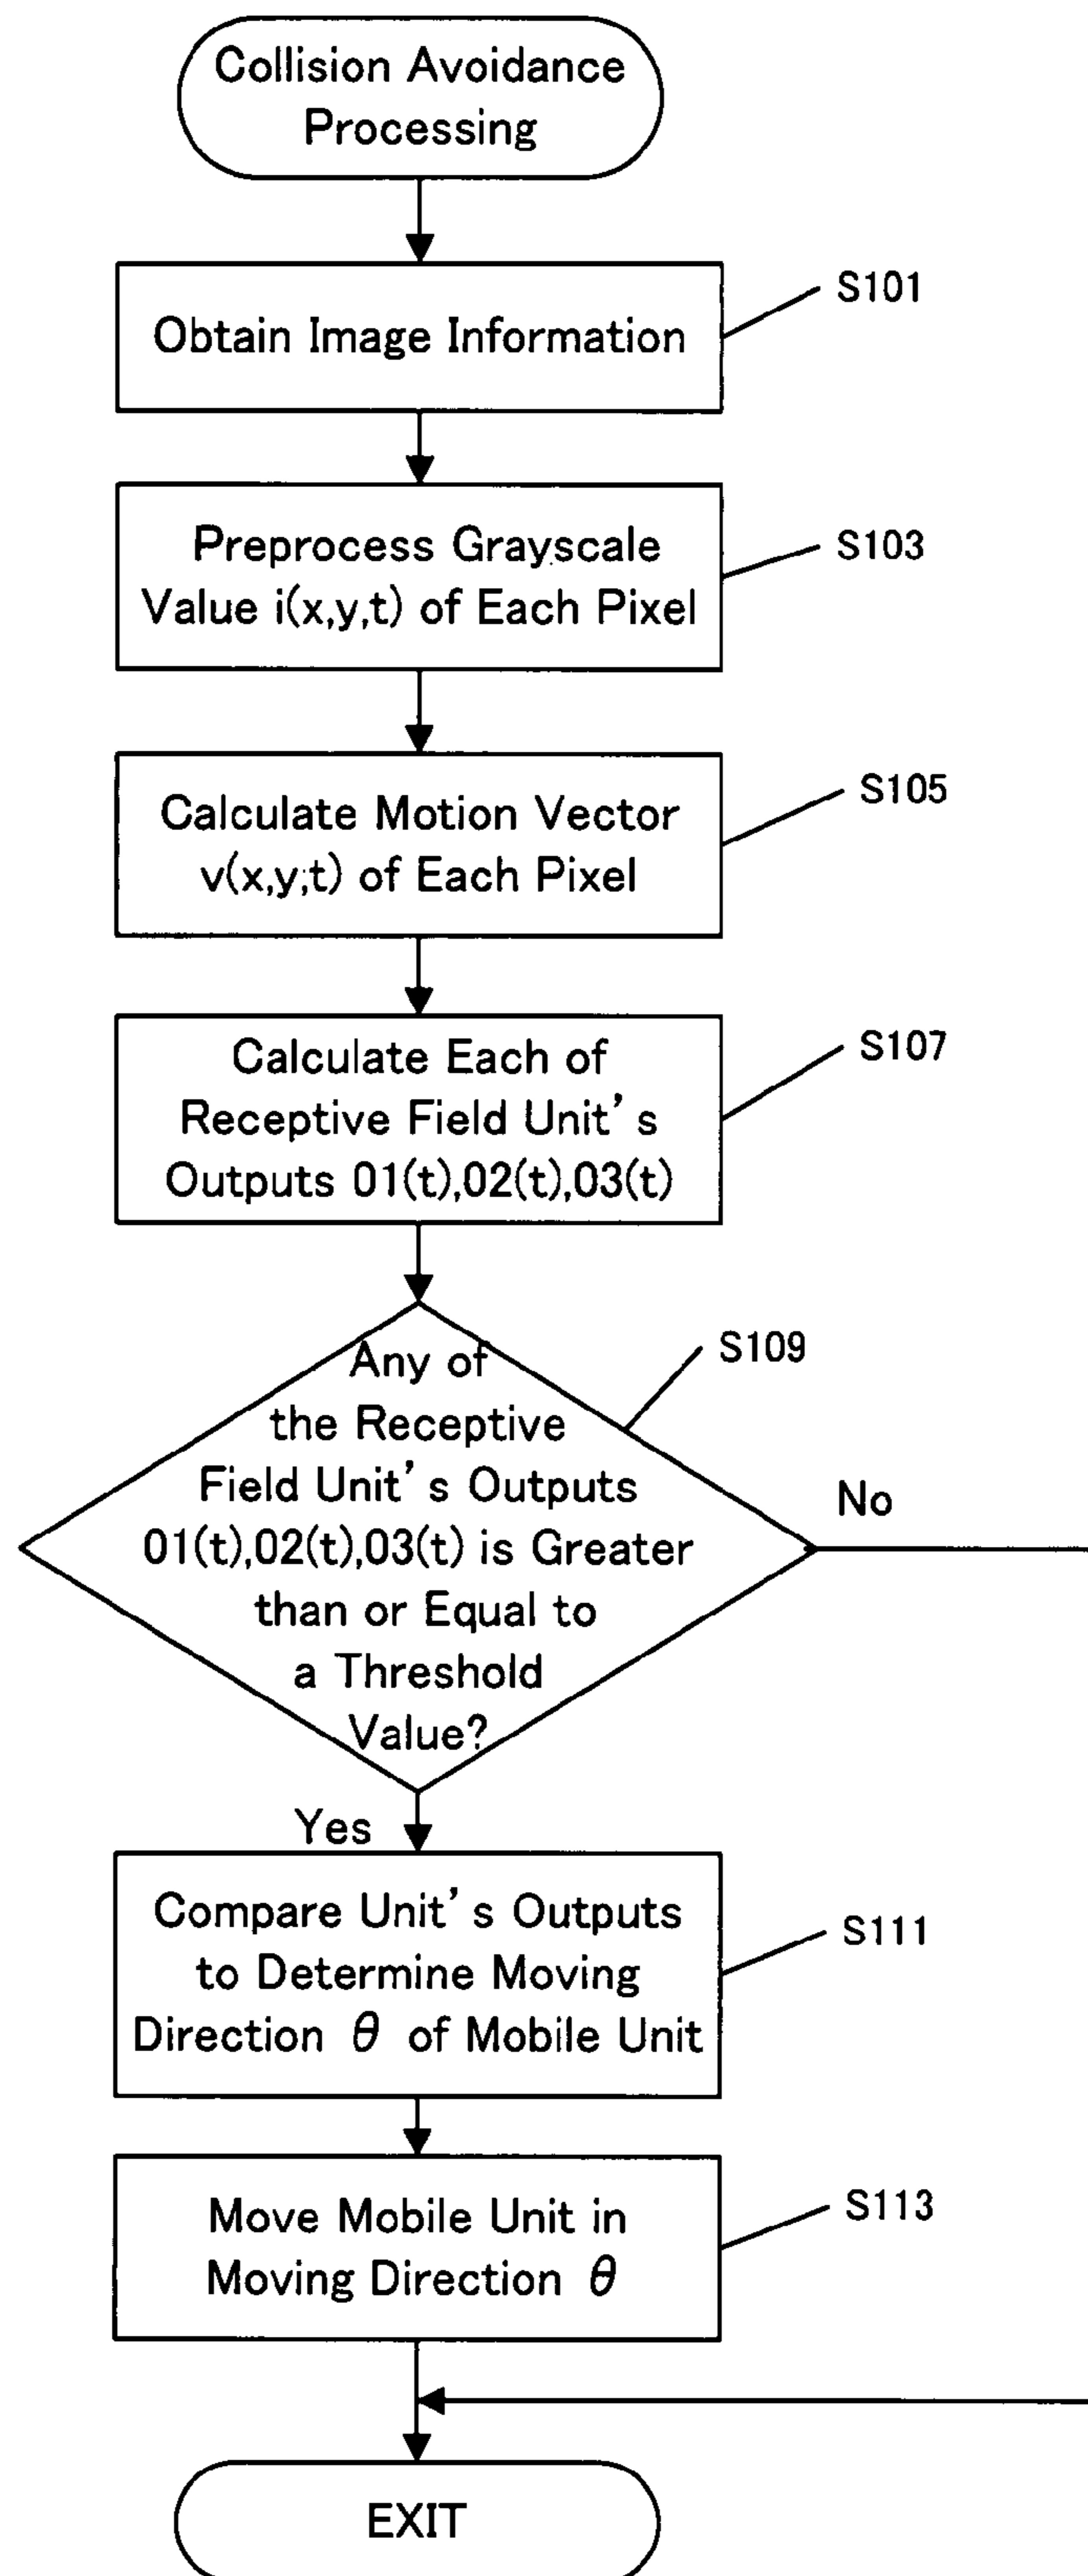 Collision Avoidance
Processing
Obtain Image Information
S101
Preprocess Grayscale
Value i(x,y,t) of Each Pixel
S103
Calculate Motion Vector
v(x,y,t) of Each Pixel
S105
Calculate Each of
Receptive Field Unit's
Outputs 01(t),02(t),03(t)
S107
Any of
the Receptive
Field Unit's Outputs
01(t),02(t),03(t) is Greater
than or Equal to
a Threshold
Value?
S109
No
Yes
Compare Unit's Outputs
to Determine Moving
Direction θ of Mobile Unit
S111
Move Mobile Unit in
Moving Direction θ
S113
EXIT